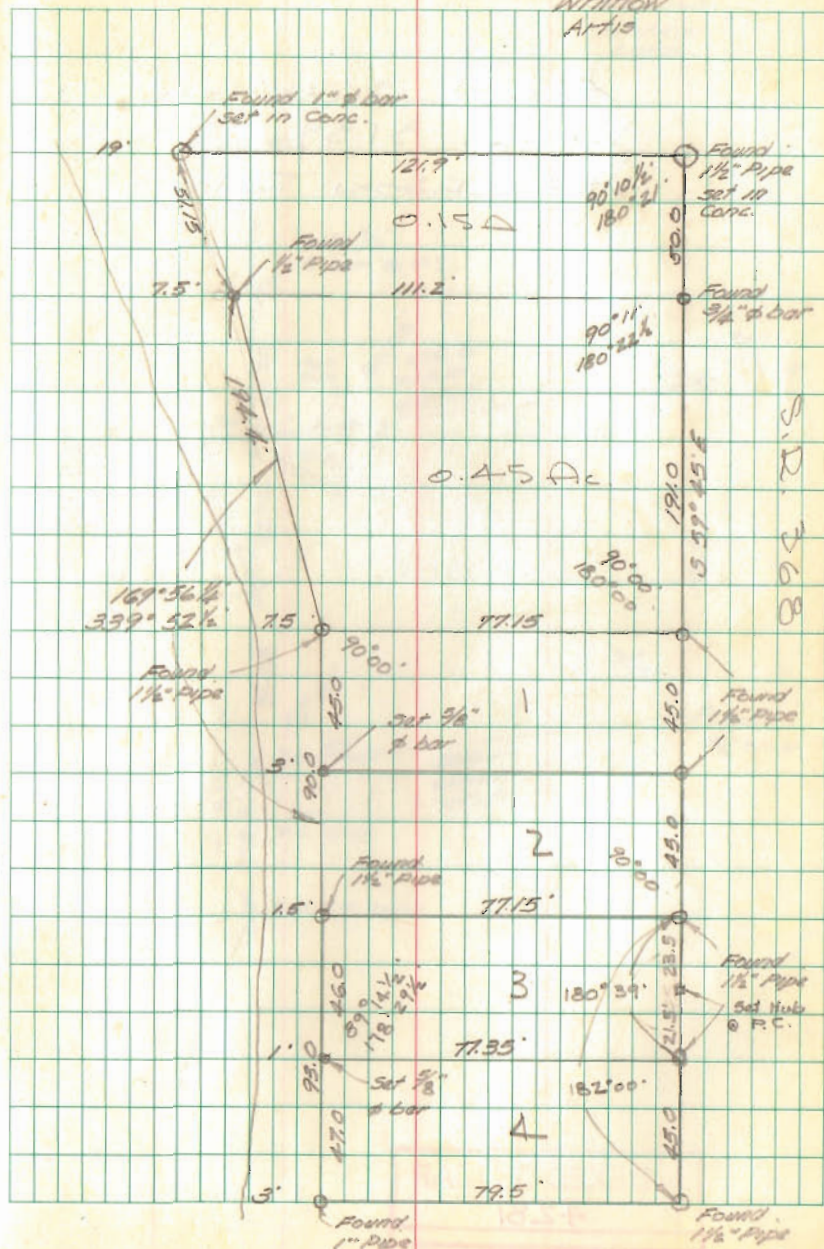 Artis
Found 1" ϕ bar
set in Conc.
19'
121.9'
Found
1½" Pipe
set in
Conc.
90° 10½'
180° 21'
51.15'
0.15 A
50.0
Found
½" Pipe
7.5'
111.2'
Found
3/4" ϕ bar
90° 11'
180° 22½
194.4'
0.45 Ac.
191.0
S 59° 45' E
S.R. 368
169° 56¼'
339° 52½'
90° 00'
180° 00'
7.5'
77.15
Found
1½" Pipe
90° 00'
45.0
1
45.0
Found
1½" Pipe
Set 5/8"
ϕ bar
3'
90.0
2
45.0
90° 00'
Found
1½" Pipe
1.5'
77.15'
46.0
89° 14½'
178° 29½'
3
180° 39'
23.5
Found
1½" Pipe
Set Hub
@ P.C.
21.5'
1'
77.35'
93.0
Set 5/8"
ϕ bar
182° 00'
47.0
4
45.0
3'
79.5'
Found
1" Pipe
Found
1½" Pipe